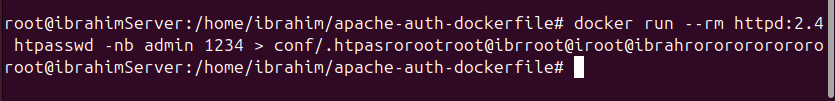 root@ibrahimServer:/home/ibrahim/apache-auth-dockerfile# docker run --rm httpd:2.4
htpasswd -nb admin 1234 > conf/.htpasrorootroot@ibrroot@iroot@ibrahrorororororororo
root@ibrahimServer:/home/ibrahim/apache-auth-dockerfile#